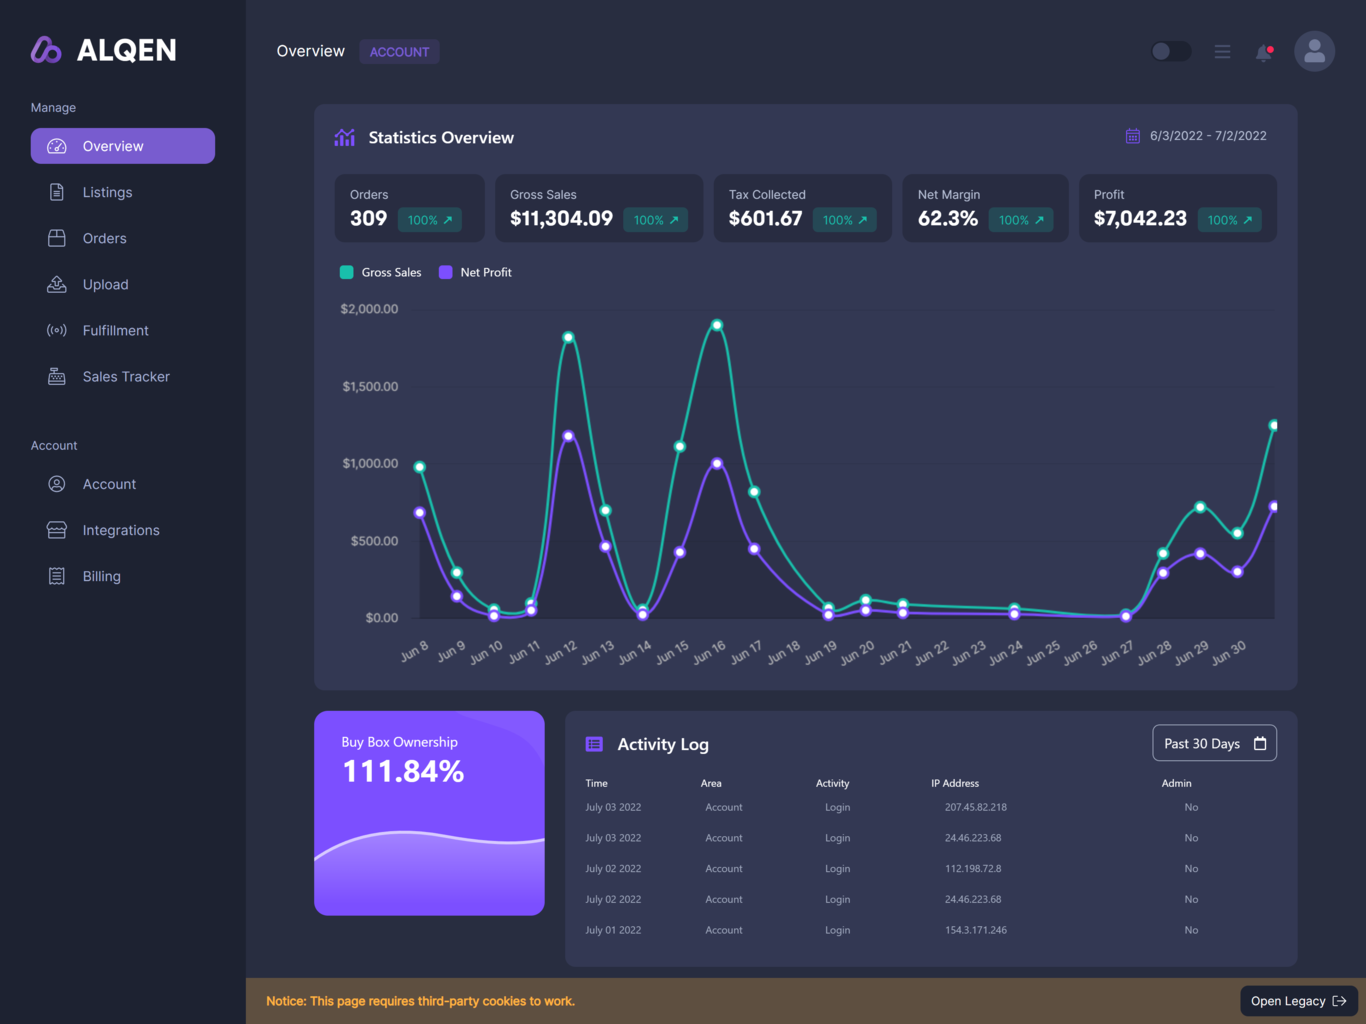 ALQEN
Overview ACCOUNT
Manage
Overview
Listings
Orders
Upload
Fulfillment
Sales Tracker
Account
Account
Integrations
Billing
Statistics Overview
6/3/2022 - 7/2/2022
Orders
309 100%
Gross Sales
$11,304.09 100%
Tax Collected
$601.67 100%
Net Margin
62.3% 100%
Profit
$7,042.23 100%
Gross Sales Net Profit
$2,000.00
$1,500.00
$1,000.00
$500.00
$0.00
Jun 8 Jun 9 Jun 10 Jun 11 Jun 12 Jun 13 Jun 14 Jun 15 Jun 16 Jun 17 Jun 18 Jun 19 Jun 20 Jun 21 Jun 22 Jun 23 Jun 24 Jun 25 Jun 26 Jun 27 Jun 28 Jun 29 Jun 30
Buy Box Ownership
111.84%
Activity Log
Past 30 Days
Time Area Activity IP Address Admin
July 03 2022 Account Login 207.45.82.218 No
July 03 2022 Account Login 24.46.223.68 No
July 02 2022 Account Login 112.198.72.8 No
July 02 2022 Account Login 24.46.223.68 No
July 01 2022 Account Login 154.3.171.246 No
Notice: This page requires third-party cookies to work.
Open Legacy